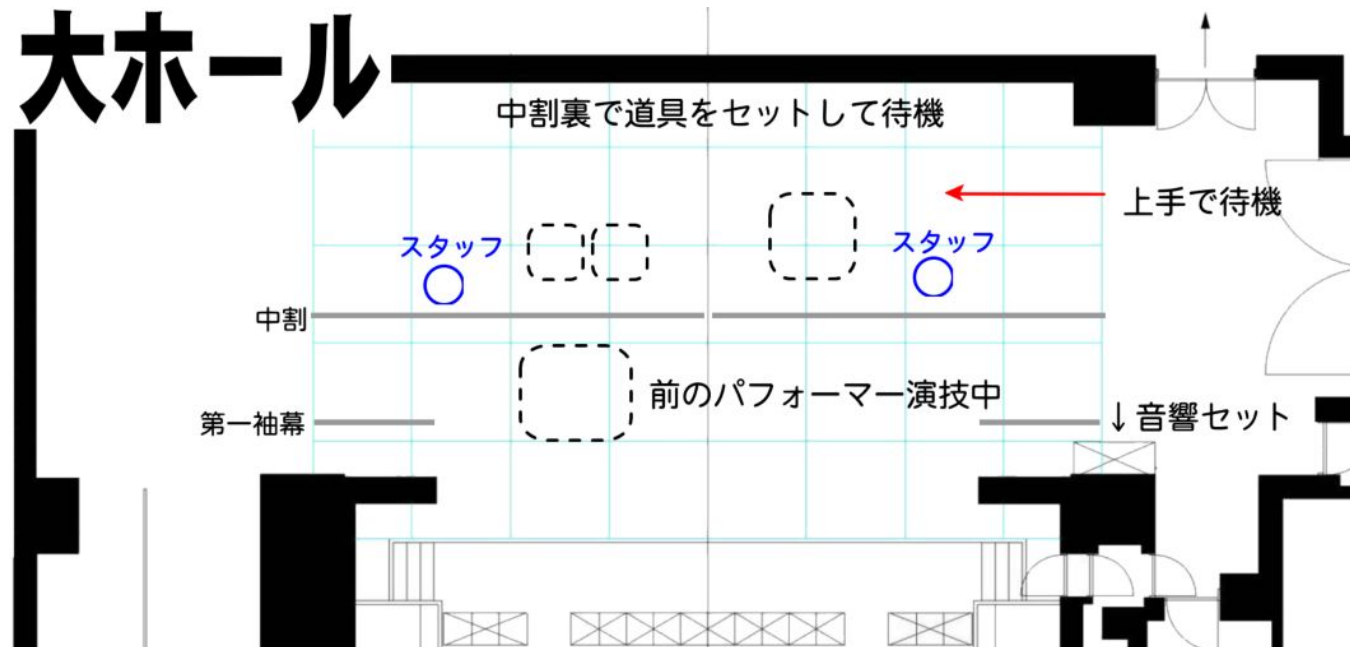 大ホール
中割裏で道具をセットして待機
上手で待機
スタッフ
スタッフ
中割
前のパフォーマー演技中
第一袖幕
↓音響セット